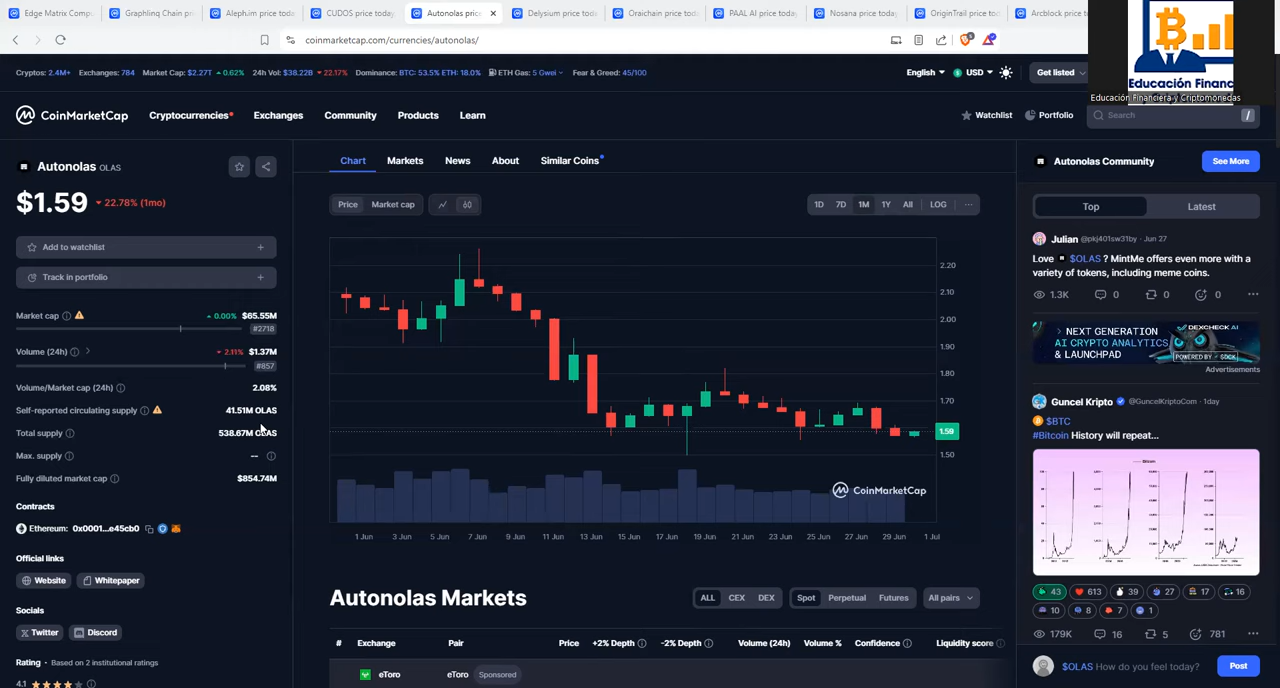 Edge Matrix Compu
Graphlinq Chain pric
Aleph.im price today
CUDOS price today,
Autonolas price
Delysium price toda
Oraichain price toda
PAAL AI price today
Nosana price today,
OriginTrail price tod
Arcblock price to
coinmarketcap.com/currencies/autonolas/
Educación Financ
Educación Financiera y Criptomonedas
Cryptos: 2.4M+ Exchanges: 784 Market Cap: $2.27T 0.62% 24h Vol: $38.22B 22.17% Dominance: BTC: 53.5% ETH: 18.0% ETH Gas: 5 Gwei Fear & Greed: 45/100
English USD Get listed
CoinMarketCap Cryptocurrencies Exchanges Community Products Learn
Watchlist Portfolio Search /
Autonolas OLAS
$1.59 22.78% (1mo)
Add to watchlist +
Track in portfolio +
Market cap 0.00% $65.55M
#2718
Volume (24h) 2.11% $1.37M
#857
Volume/Market cap (24h) 2.08%
Self-reported circulating supply 41.51M OLAS
Total supply 538.67M OLAS
Max. supply --
Fully diluted market cap $854.74M
Contracts
Ethereum: 0x0001...e45cb0
Official links
Website Whitepaper
Socials
Twitter Discord
Rating · Based on 2 institutional ratings
4.1
Chart Markets News About Similar Coins
Price Market cap
1D 7D 1M 1Y All LOG ...
2.20
2.10
2.00
1.90
1.80
1.70
1.59
1.50
CoinMarketCap
1 Jun 3 Jun 5 Jun 7 Jun 9 Jun 11 Jun 13 Jun 15 Jun 17 Jun 19 Jun 21 Jun 23 Jun 25 Jun 27 Jun 29 Jun 1 Jul
Autonolas Markets
ALL CEX DEX Spot Perpetual Futures All pairs
# Exchange Pair Price +2% Depth -2% Depth Volume (24h) Volume % Confidence Liquidity score
eToro eToro Sponsored
Autonolas Community See More
Top Latest
Julian @pkj401sw31by · Jun 27
Love $OLAS ? MintMe offers even more with a
variety of tokens, including meme coins.
1.3K 0 0 0 ...
NEXT GENERATION
AI CRYPTO ANALYTICS
& LAUNCHPAD
DEXCHECK AI
POWERED BY $DCK
Advertisements
Guncel Kripto @GuncelKriptoCom · 1day
$BTC
#Bitcoin History will repeat...
Bitcoin
43 613 39 27 17 16
10 8 7 1
179K 16 5 781 ...
$OLAS How do you feel today? Post